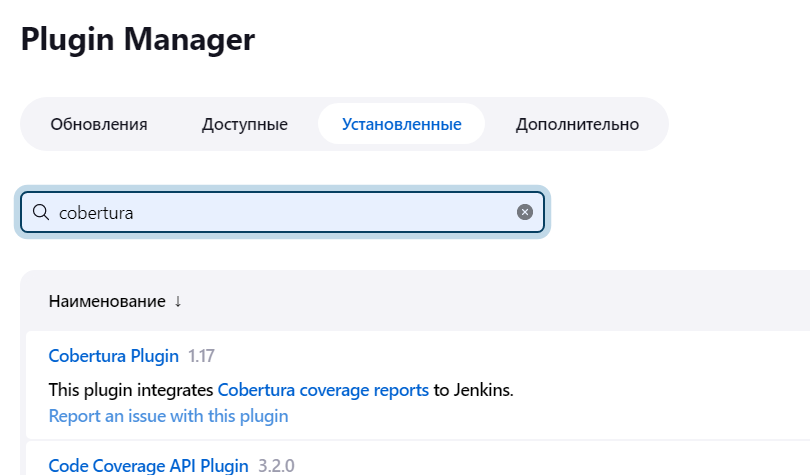 Plugin Manager
Обновления Доступные Установленные Дополнительно
cobertura
Наименование ↓
Cobertura Plugin 1.17
This plugin integrates Cobertura coverage reports to Jenkins.
Report an issue with this plugin
Code Coverage API Plugin 3.2.0